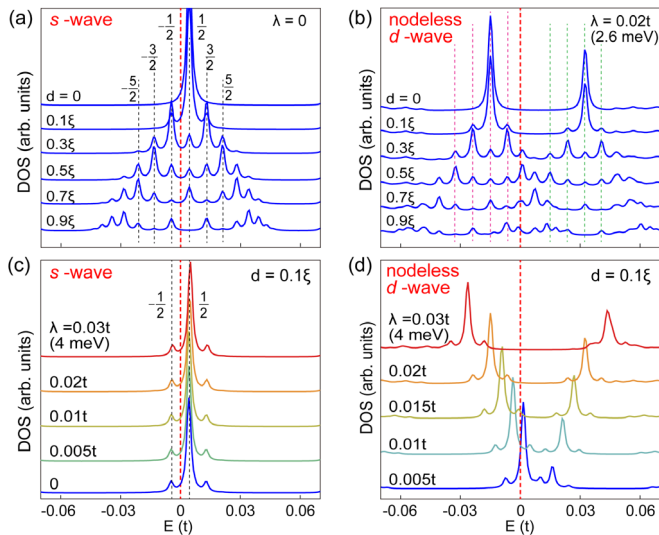 (a)
s -wave
λ = 0
-1/2
1/2
-3/2
3/2
-5/2
5/2
d = 0
0.1ξ
0.3ξ
0.5ξ
0.7ξ
0.9ξ
DOS (arb. units)
(b)
nodeless
d -wave
λ = 0.02t
(2.6 meV)
d = 0
0.1ξ
0.3ξ
0.5ξ
0.7ξ
0.9ξ
DOS (arb. units)
(c)
s -wave
d = 0.1ξ
-1/2
1/2
λ =0.03t
(4 meV)
0.02t
0.01t
0.005t
0
DOS (arb. units)
-0.06
-0.03
0
0.03
0.06
E (t)
(d)
nodeless
d -wave
d = 0.1ξ
λ =0.03t
(4 meV)
0.02t
0.015t
0.01t
0.005t
DOS (arb. units)
-0.06
-0.03
0
0.03
0.06
E (t)